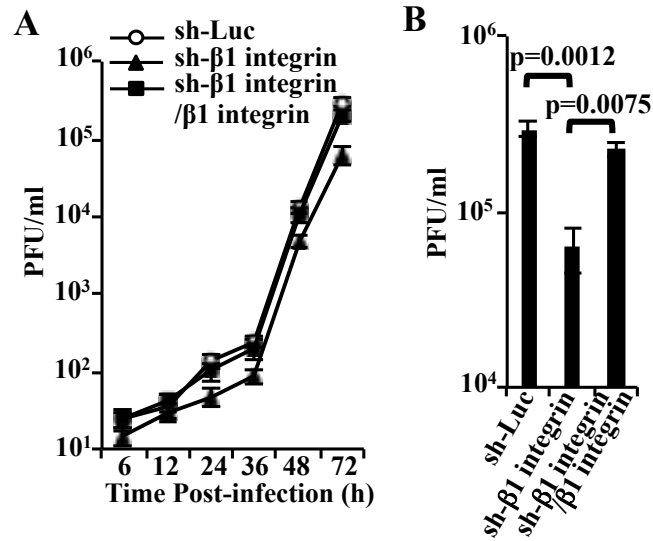 A
sh-Luc
sh-β1 integrin
sh-β1 integrin
/β1 integrin
10⁶
10⁵
10⁴
10³
10²
10¹
PFU/ml
6 12 24 36 48 72
Time Post-infection (h)
B
10⁶
10⁵
10⁴
PFU/ml
p=0.0012
p=0.0075
sh-Luc
sh-β1 integrin
sh-β1 integrin
/β1 integrin